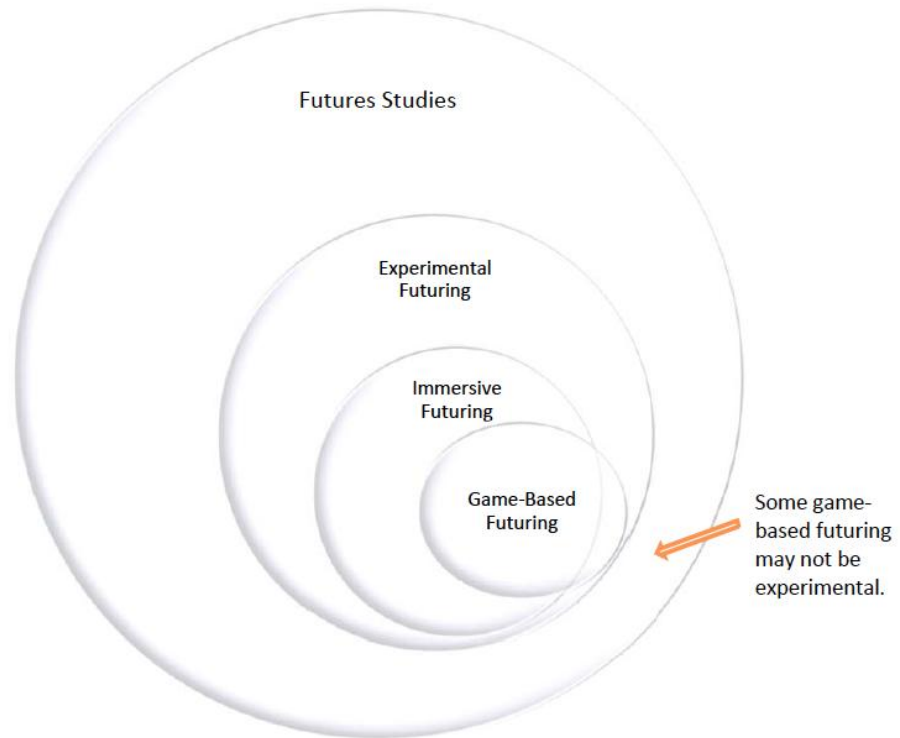 Futures Studies
Experimental
Futuring
Immersive
Futuring
Game-Based
Futuring
Some game-
based futuring
may not be
experimental.